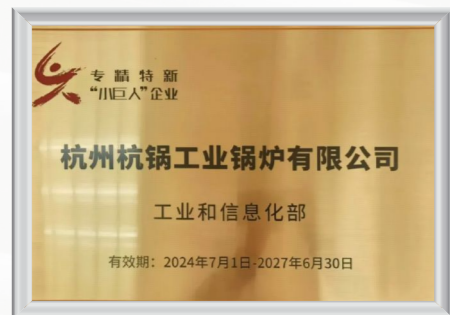 专精特新
“小巨人”企业
杭州杭锅工业锅炉有限公司
工业和信息化部
有效期：2024年7月1日-2027年6月30日